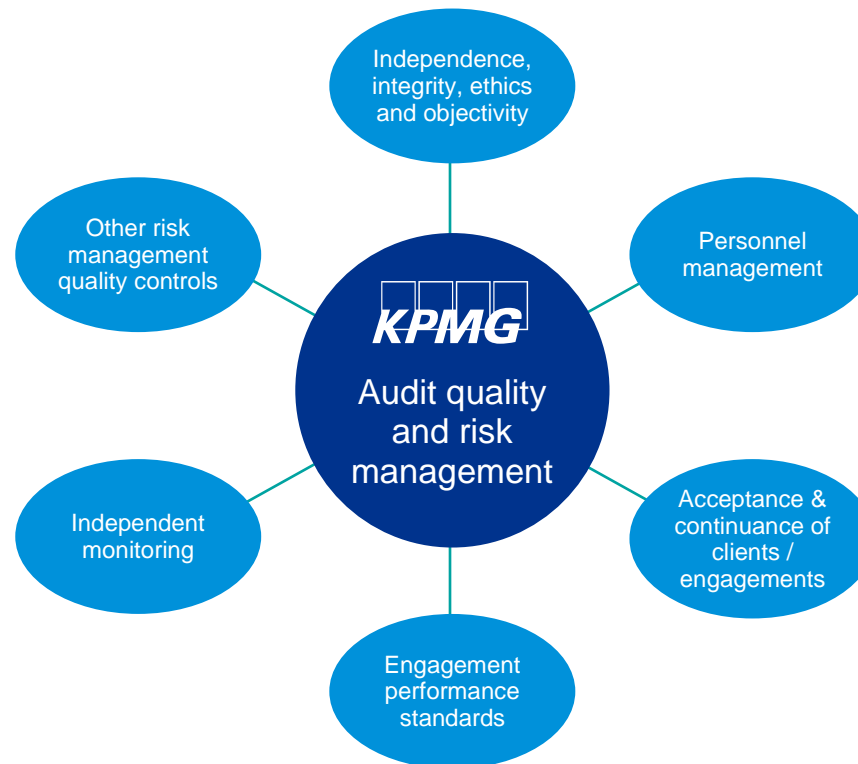 Independence,
integrity, ethics
and objectivity
Other risk
management
quality controls
Personnel
management
KPMG
Audit quality
and risk
management
Independent
monitoring
Acceptance &
continuance of
clients /
engagements
Engagement
performance
standards